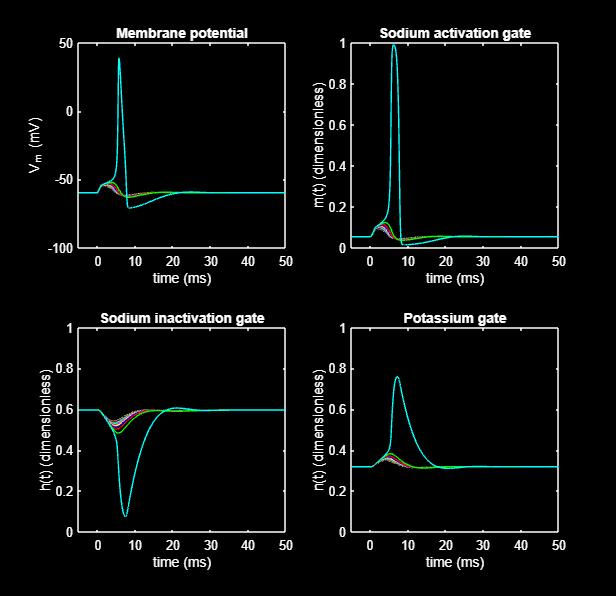 Membrane potential
50
0
-50
-100
V_m (mV)
0 10 20 30 40 50
time (ms)
Sodium activation gate
1
0.8
0.6
0.4
0.2
0
m(t) (dimensionless)
0 10 20 30 40 50
time (ms)
Sodium inactivation gate
1
0.8
0.6
0.4
0.2
0
h(t) (dimensionless)
0 10 20 30 40 50
time (ms)
Potassium gate
1
0.8
0.6
0.4
0.2
0
n(t) (dimensionless)
0 10 20 30 40 50
time (ms)